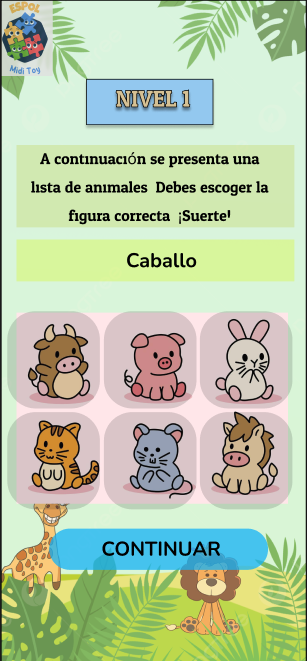 ESPOL
Midi Toy
NIVEL 1
A continuación se presenta una
lista de animales Debes escoger la
figura correcta ¡Suerte!
Caballo
CONTINUAR